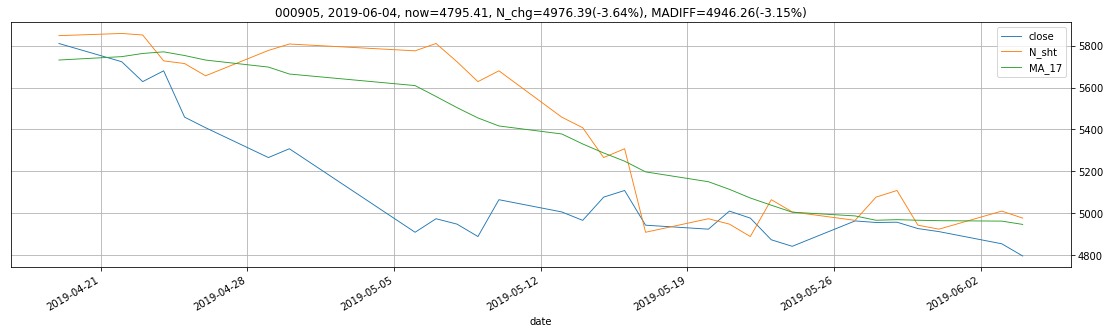 000905, 2019-06-04, now=4795.41, N_chg=4976.39(-3.64%), MADIFF=4946.26(-3.15%)
close
N_sht
MA_17
5800
5600
5400
5200
5000
4800
2019-04-21
2019-04-28
2019-05-05
2019-05-12
2019-05-19
2019-05-26
2019-06-02
date